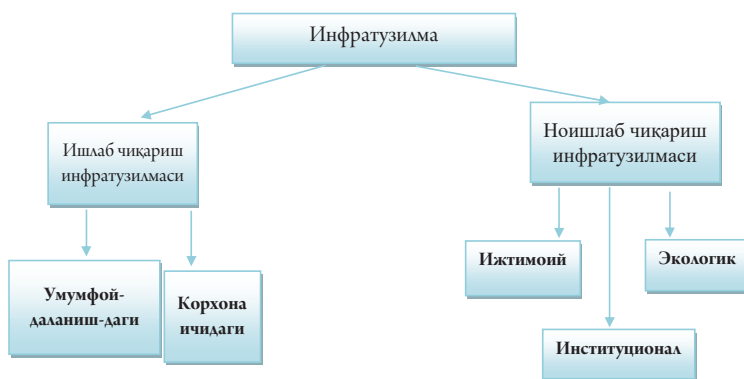 Инфратузилма
Ишлаб чиқариш
инфратузилмаси
Ноишлаб чиқариш
инфратузилмаси
Умумфой-
даланиш-даги
Корхона
ичидаги
Ижтимоий
Экологик
Институционал